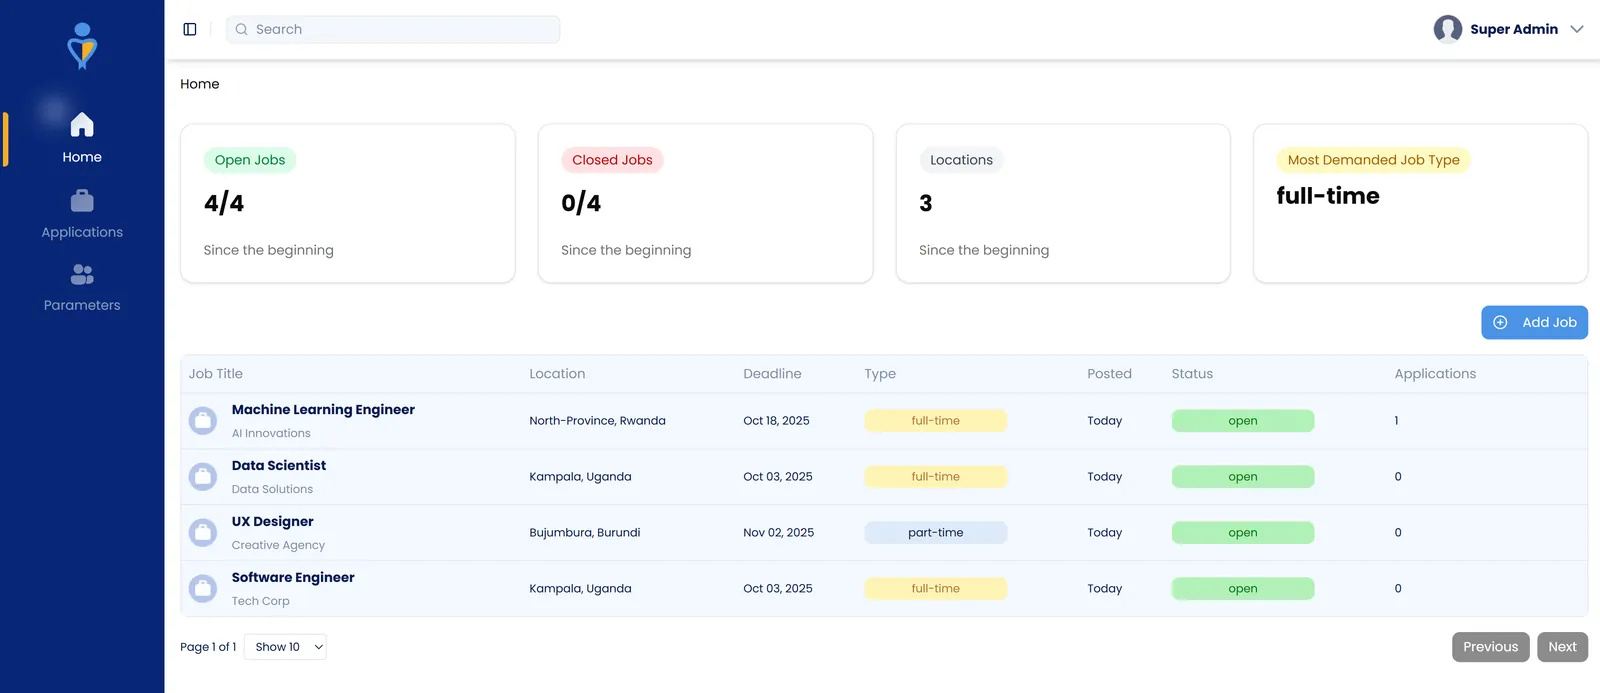 Search
Super Admin
Home
Home
Applications
Parameters
Open Jobs
4/4
Since the beginning
Closed Jobs
0/4
Since the beginning
Locations
3
Since the beginning
Most Demanded Job Type
full-time
Add Job
Job Title Location Deadline Type Posted Status Applications
Machine Learning Engineer
AI Innovations
North-Province, Rwanda Oct 18, 2025 full-time Today open 1
Data Scientist
Data Solutions
Kampala, Uganda Oct 03, 2025 full-time Today open 0
UX Designer
Creative Agency
Bujumbura, Burundi Nov 02, 2025 part-time Today open 0
Software Engineer
Tech Corp
Kampala, Uganda Oct 03, 2025 full-time Today open 0
Page 1 of 1 Show 10 Previous Next